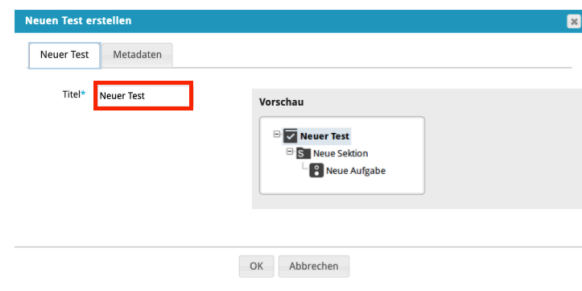 Neuen Test erstellen
Neuer Test
Metadaten
Titel*
Neuer Test
Vorschau
Neuer Test
S Neue Sektion
Neue Aufgabe
OK
Abbrechen